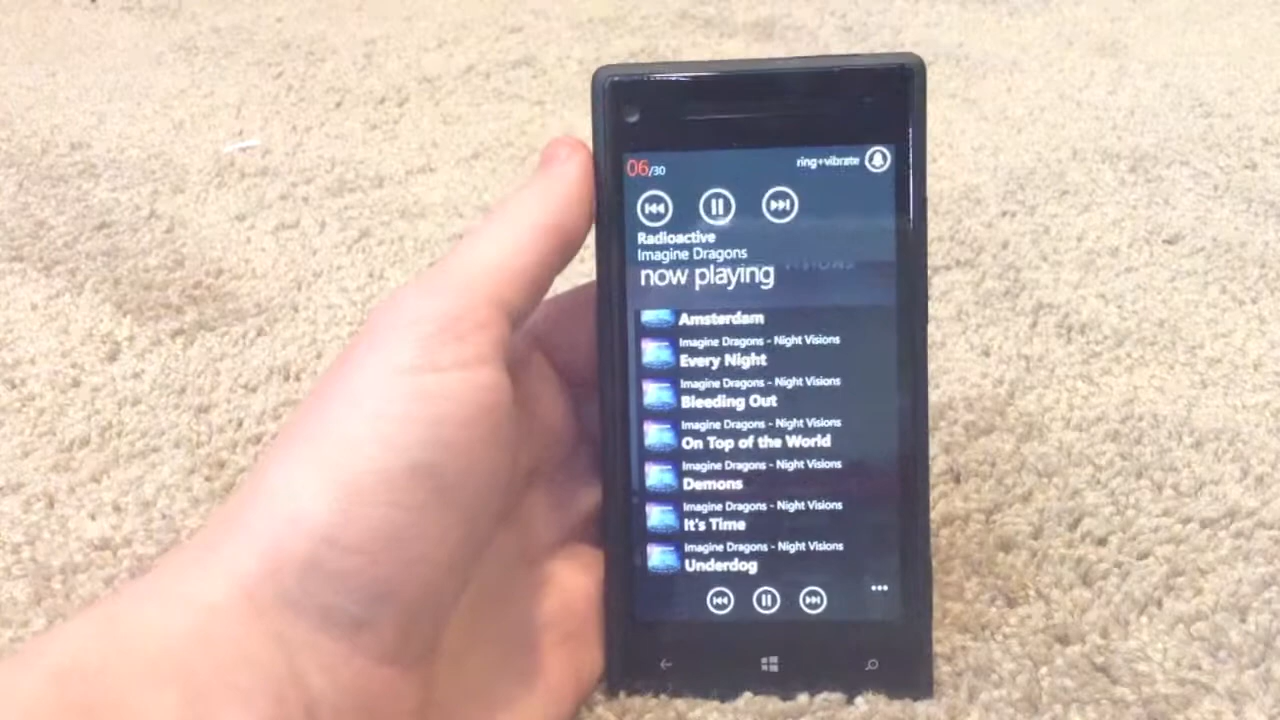 06/30
ring+vibrate
Radioactive
Imagine Dragons
now playing
VISIONS
Amsterdam
Imagine Dragons - Night Visions
Every Night
Imagine Dragons - Night Visions
Bleeding Out
Imagine Dragons - Night Visions
On Top of the World
Imagine Dragons - Night Visions
Demons
Imagine Dragons - Night Visions
It's Time
Imagine Dragons - Night Visions
Underdog